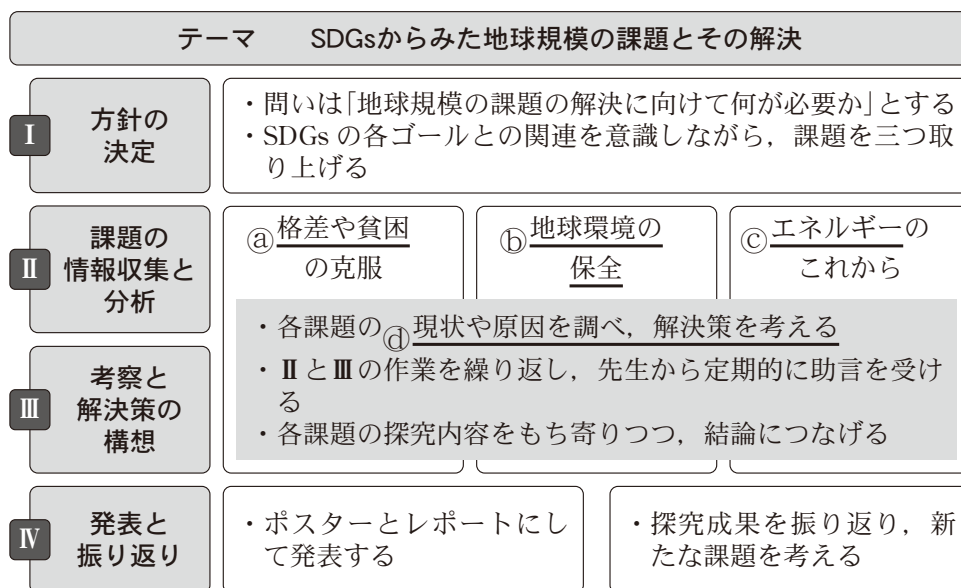 テーマ　　SDGsからみた地球規模の課題とその解決
Ⅰ
方針の
決定
・問いは「地球規模の課題の解決に向けて何が必要か」とする
・SDGs の各ゴールとの関連を意識しながら，課題を三つ取
り上げる
Ⅱ
課題の
情報収集と
分析
ⓐ格差や貧困
の克服
ⓑ地球環境の
保全
ⓒエネルギーの
これから
Ⅲ
考察と
解決策の
構想
・各課題のⓓ現状や原因を調べ，解決策を考える
・ⅡとⅢの作業を繰り返し，先生から定期的に助言を受け
る
・各課題の探究内容をもち寄りつつ，結論につなげる
Ⅳ
発表と
振り返り
・ポスターとレポートにし
て発表する
・探究成果を振り返り，新
たな課題を考える